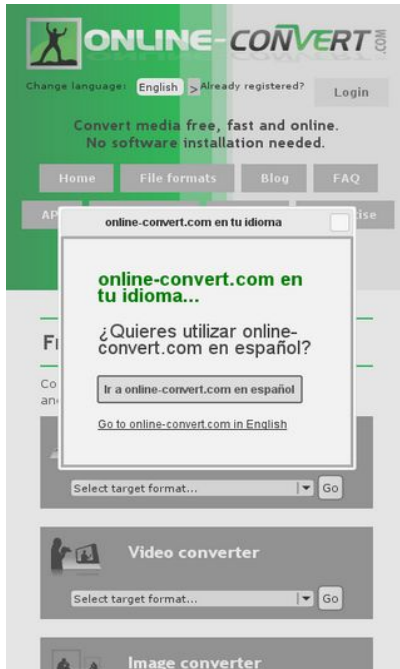 ONLINE-CONVERT.COM
Change language: English > Already registered? Login
Convert media free, fast and online.
No software installation needed.
Home File formats Blog FAQ
online-convert.com en tu idioma
online-convert.com en
tu idioma...
¿Quieres utilizar online-
convert.com en español?
Ir a online-convert.com en español
Go to online-convert.com in English
Select target format... Go
Video converter
Select target format... Go
Image converter